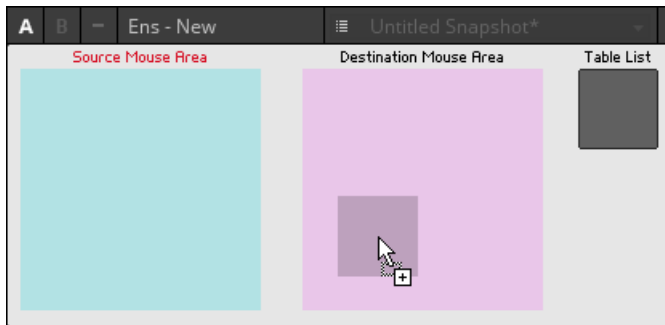 A B – Ens - New Untitled Snapshot*
Source Mouse Area Destination Mouse Area Table List